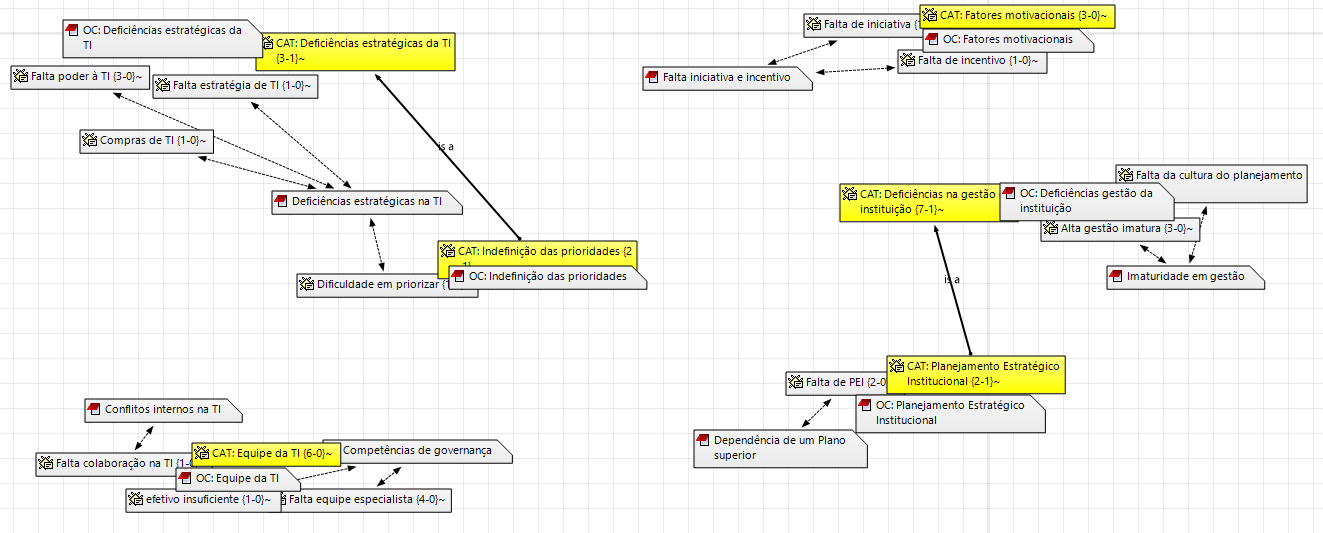 OC: Deficiências estratégicas da
TI
CAT: Deficiências estratégicas da TI
{3-1}~
Falta poder à TI {3-0}~
Falta estratégia de TI {1-0}~
Compras de TI {1-0}~
is a
Deficiências estratégicas na TI
CAT: Indefinição das prioridades {2
OC: Indefinição das prioridades
Dificuldade em priorizar
Falta de iniciativa
CAT: Fatores motivacionais {3-0}~
OC: Fatores motivacionais
Falta de incentivo {1-0}~
Falta iniciativa e incentivo
Falta da cultura do planejamento
CAT: Deficiências na gestão
instituição {7-1}~
OC: Deficiências gestão da
instituição
Alta gestão imatura {3-0}~
Imaturidade em gestão
is a
CAT: Planejamento Estratégico
Institucional {2-1}~
Falta de PEI {2-0
OC: Planejamento Estratégico
Institucional
Dependência de um Plano
superior
Conflitos internos na TI
Competências de governança
CAT: Equipe da TI {6-0}~
Falta colaboração na TI {1-0
OC: Equipe da TI
efetivo insuficiente {1-0}~
Falta equipe especialista {4-0}~